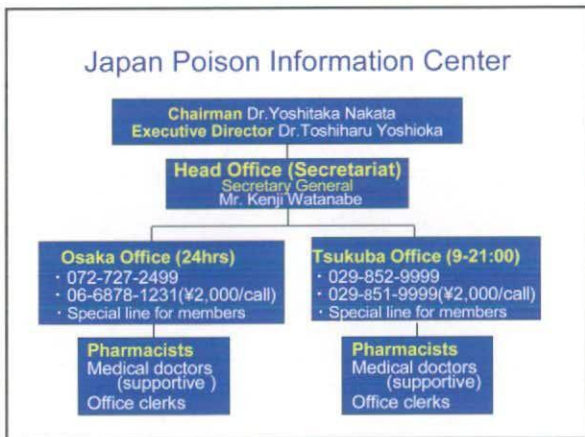 Japan Poison Information Center
Chairman Dr.Yoshitaka Nakata
Executive Director Dr.Toshiharu Yoshioka
Head Office (Secretariat)
Secretary General
Mr. Kenji Watanabe
Osaka Office (24hrs)
・072-727-2499
・06-6878-1231(¥2,000/call)
・Special line for members
Pharmacists
Medical doctors
(supportive )
Office clerks
Tsukuba Office (9-21:00)
・029-852-9999
・029-851-9999(¥2,000/call)
・Special line for members
Pharmacists
Medical doctors
(supportive)
Office clerks